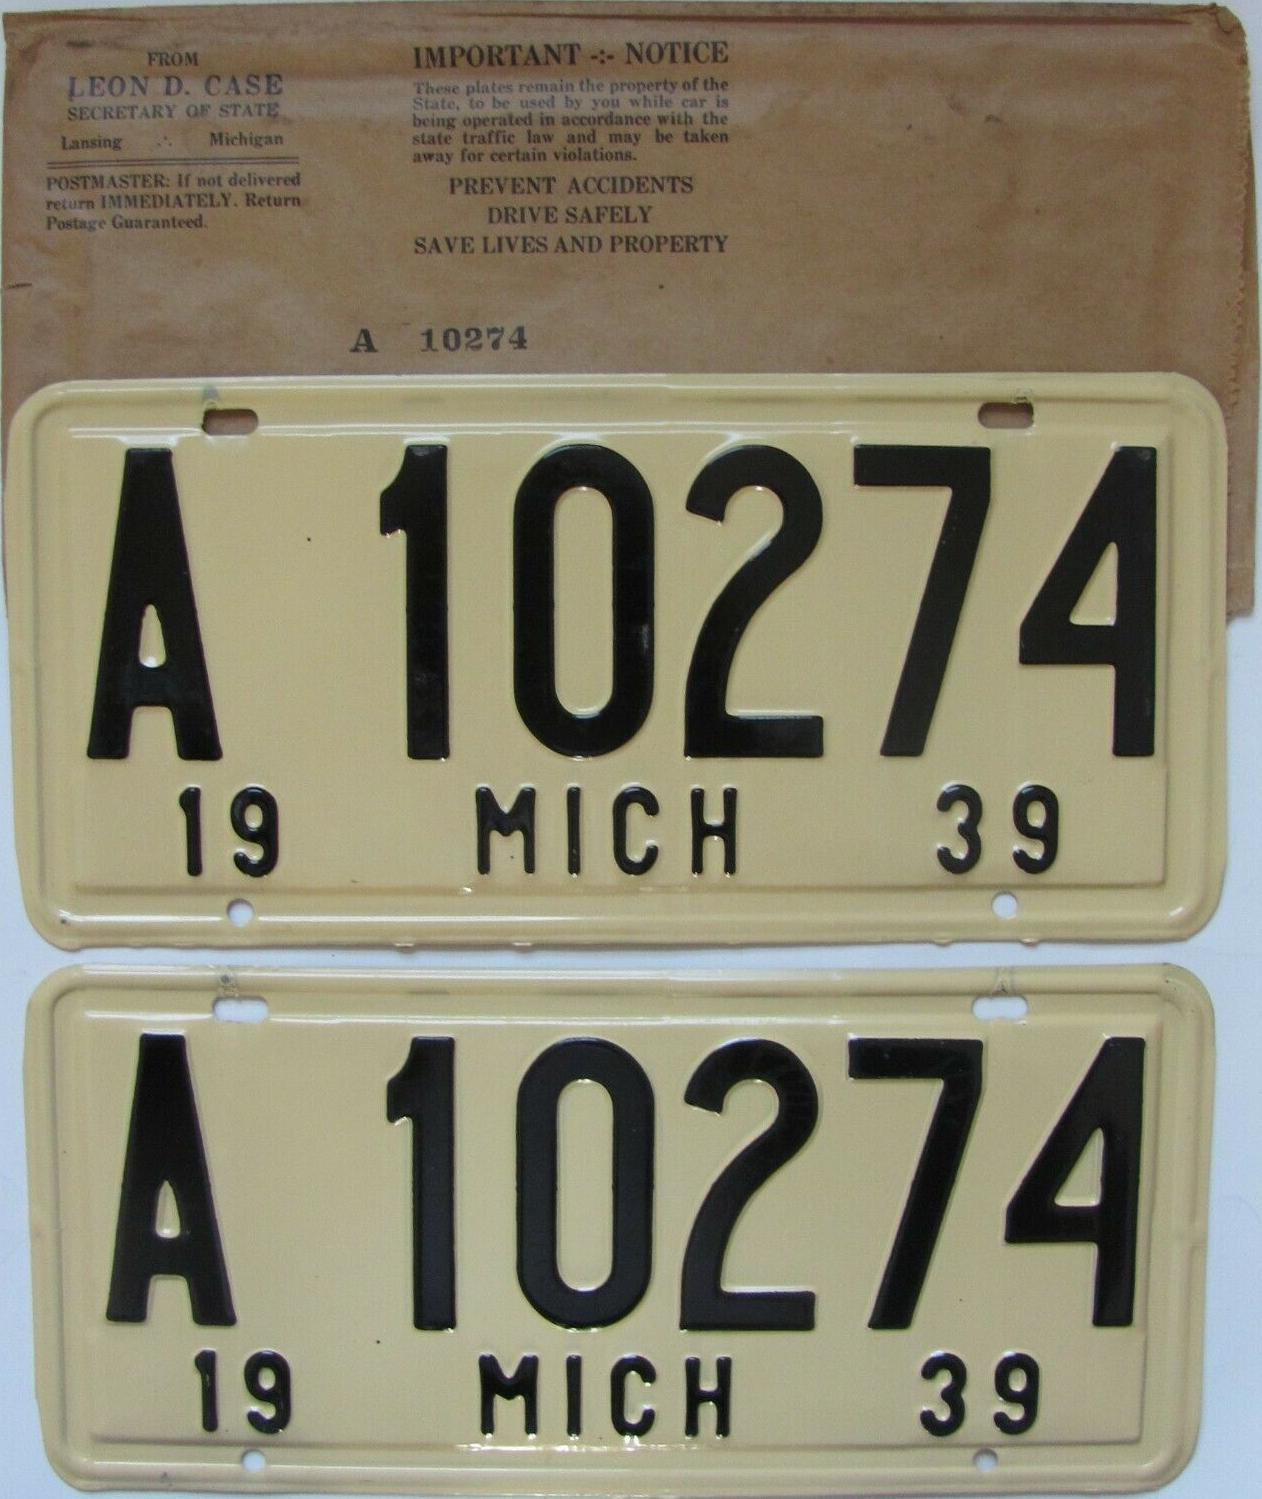 FROM
LEON D. CASE
SECRETARY OF STATE
Lansing .·. Michigan
POSTMASTER: If not delivered
return IMMEDIATELY. Return
Postage Guaranteed.
IMPORTANT -:- NOTICE
These plates remain the property of the
State, to be used by you while car is
being operated in accordance with the
state traffic law and may be taken
away for certain violations.
PREVENT ACCIDENTS
DRIVE SAFELY
SAVE LIVES AND PROPERTY
A 10274
A 10274
19 MICH 39
A 10274
19 MICH 39